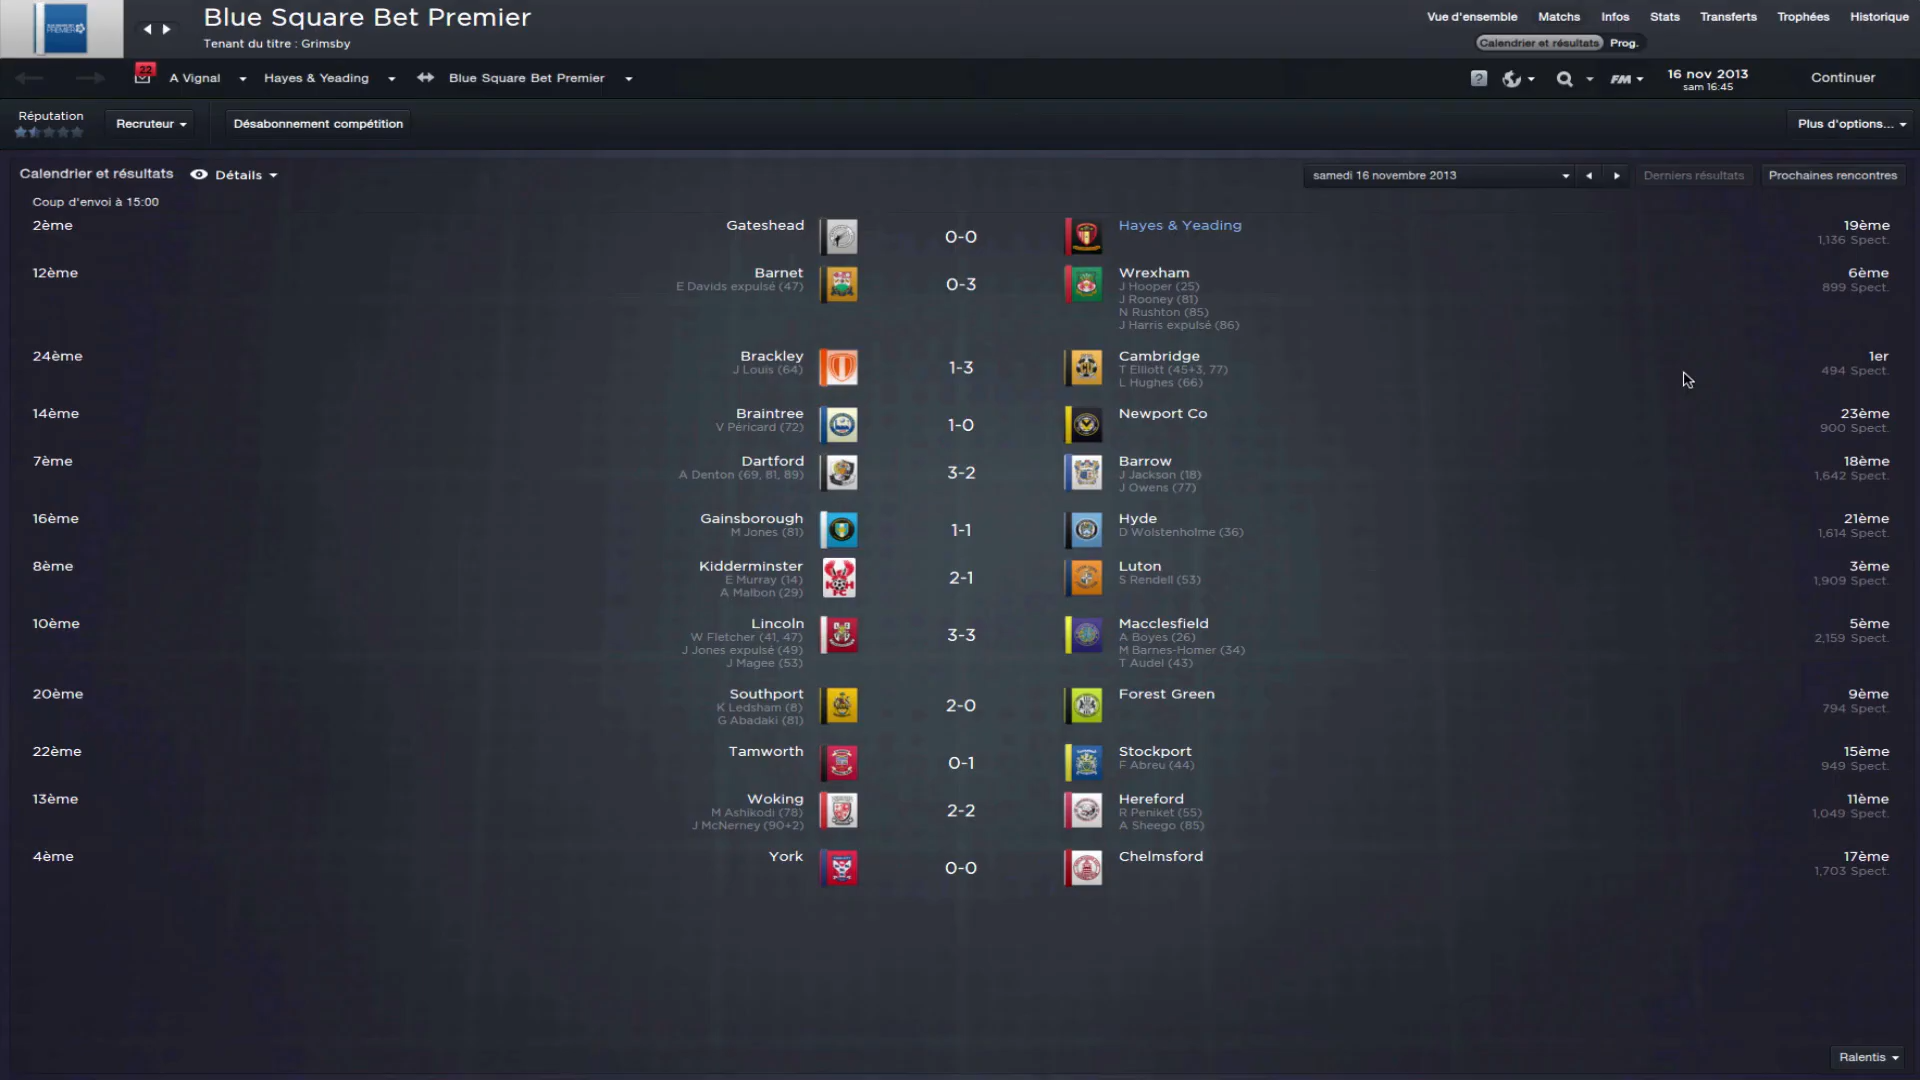 Blue Square Bet Premier
Tenant du titre : Grimsby
Vue d'ensemble Matchs Infos Stats Transferts Trophées Historique
Calendrier et résultats Prog.
22 A Vignal Hayes & Yeading Blue Square Bet Premier
? FM 16 nov 2013 Continuer
sam 16:45
Réputation Recruteur Désabonnement compétition Plus d'options...
Calendrier et résultats Détails samedi 16 novembre 2013 Derniers résultats Prochaines rencontres
Coup d'envoi à 15:00
2ème Gateshead 0-0 Hayes & Yeading 19ème
1,136 Spect.
12ème Barnet 0-3 Wrexham 6ème
E Davids expulsé (47) J Hooper (25) 899 Spect.
J Rooney (81)
N Rushton (85)
J Harris expulsé (86)
24ème Brackley 1-3 Cambridge 1er
J Louis (64) T Elliott (45+3, 77) 494 Spect.
L Hughes (66)
14ème Braintree 1-0 Newport Co 23ème
V Péricard (72) 900 Spect.
7ème Dartford 3-2 Barrow 18ème
A Denton (69, 81, 89) J Jackson (18) 1,642 Spect.
J Owens (77)
16ème Gainsborough 1-1 Hyde 21ème
M Jones (81) D Wolstenholme (36) 1,614 Spect.
8ème Kidderminster 2-1 Luton 3ème
E Murray (14) S Rendell (53) 1,909 Spect.
A Malbon (29)
10ème Lincoln 3-3 Macclesfield 5ème
W Fletcher (41, 47) A Boyes (26) 2,159 Spect.
J Jones expulsé (49) M Barnes-Homer (34)
J Magee (53) T Audel (43)
20ème Southport 2-0 Forest Green 9ème
K Ledsham (8) 794 Spect.
G Abadaki (81)
22ème Tamworth 0-1 Stockport 15ème
F Abreu (44) 949 Spect.
13ème Woking 2-2 Hereford 11ème
M Ashikodi (78) R Peniket (55) 1,049 Spect.
J McNerney (90+2) A Sheego (85)
4ème York 0-0 Chelmsford 17ème
1,703 Spect.
Ralentis